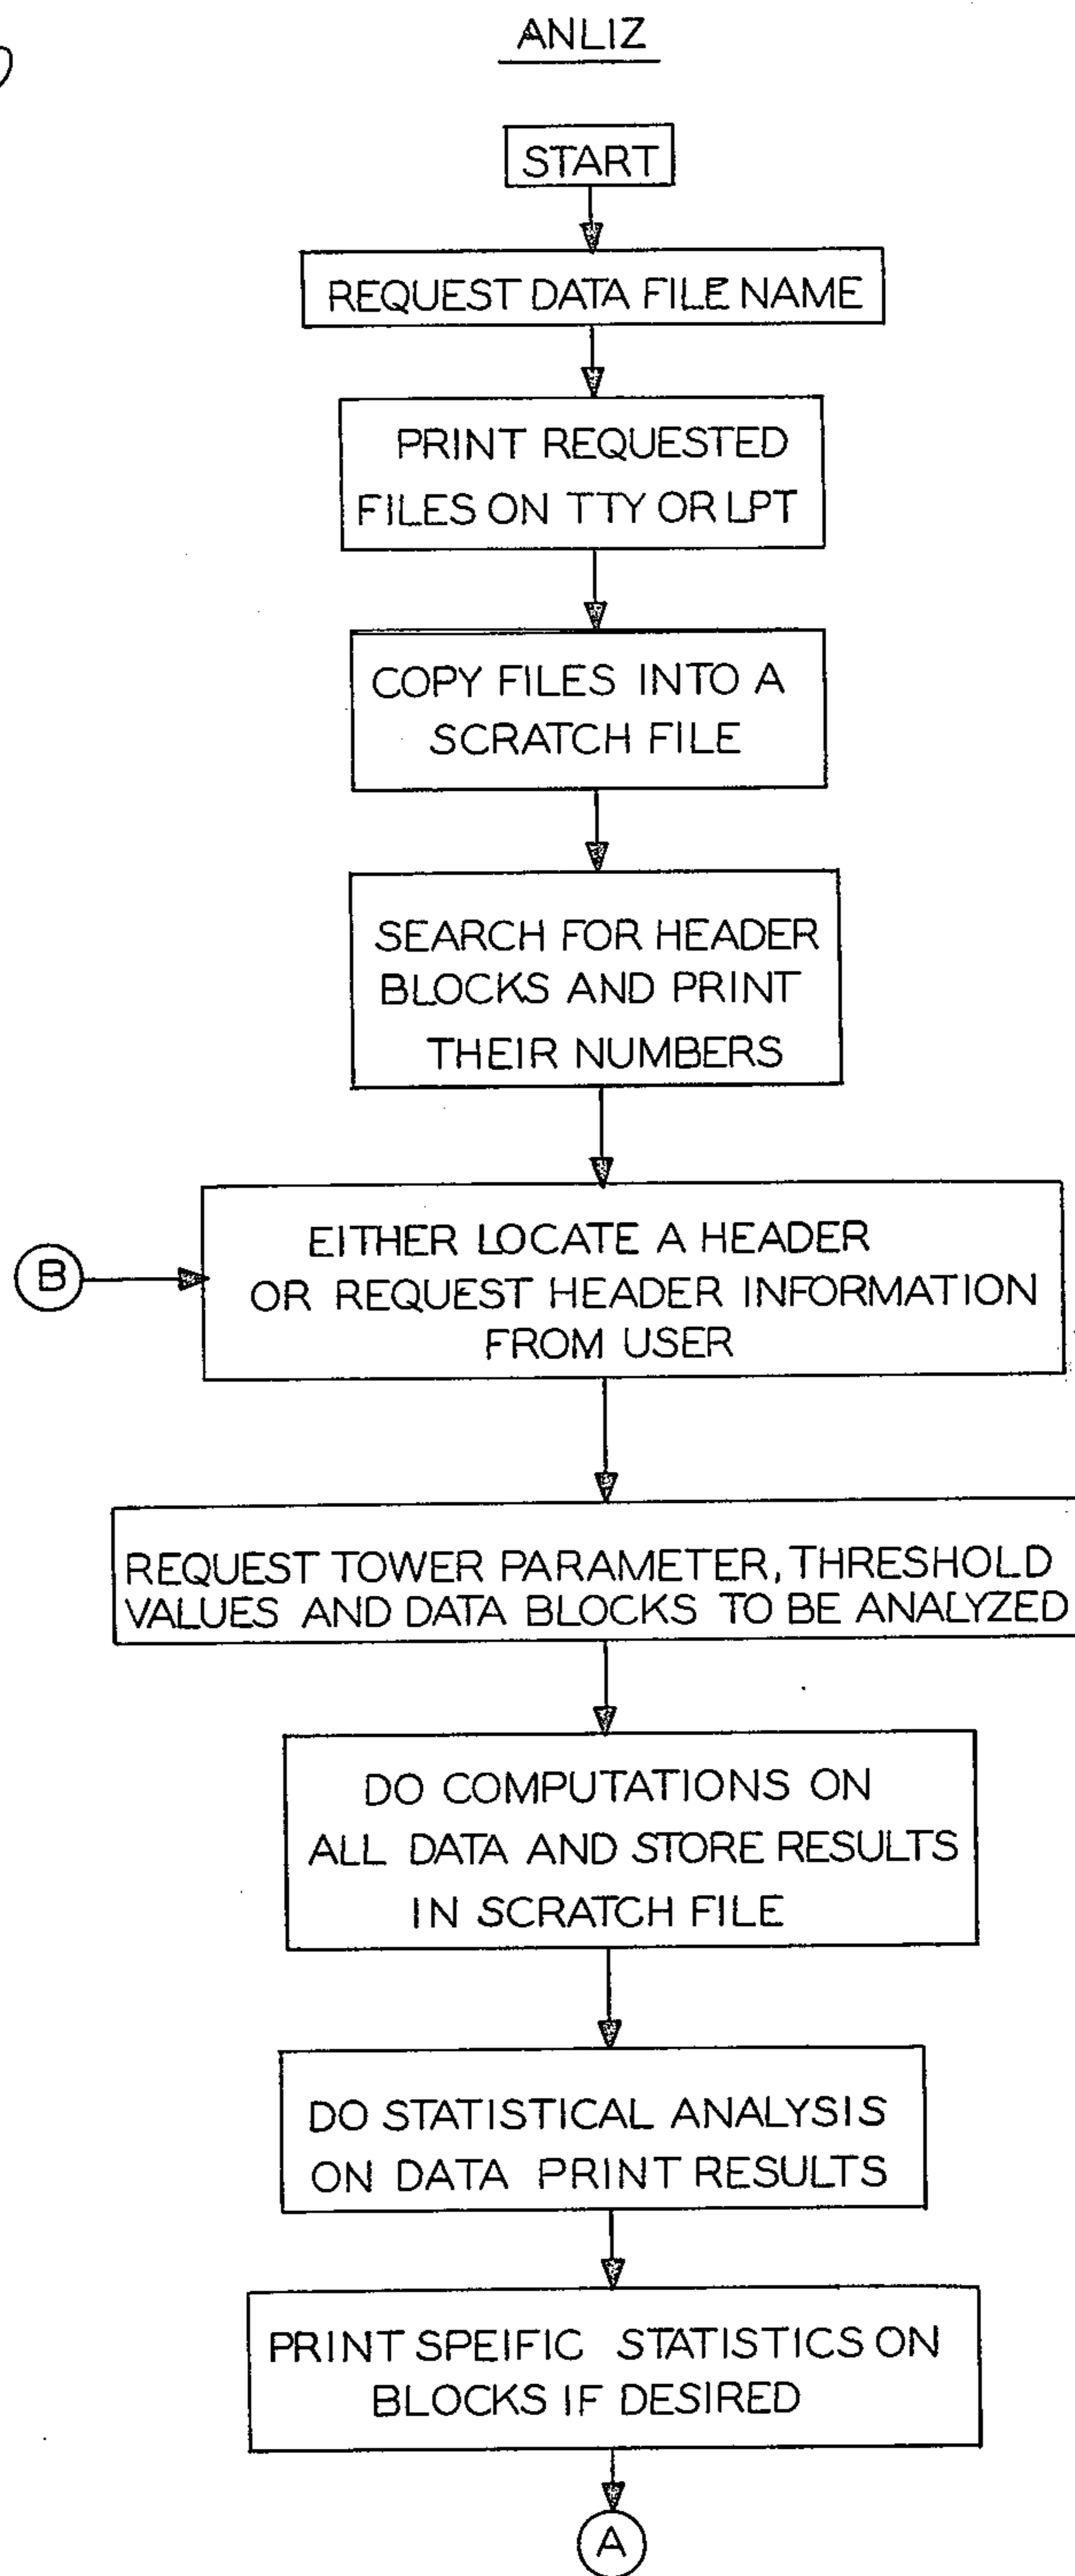 ANLIZ
START
REQUEST DATA FILE NAME
PRINT REQUESTED
FILES ON TTY OR LPT
COPY FILES INTO A
SCRATCH FILE
SEARCH FOR HEADER
BLOCKS AND PRINT
THEIR NUMBERS
EITHER LOCATE A HEADER
OR REQUEST HEADER INFORMATION
FROM USER
B
REQUEST TOWER PARAMETER, THRESHOLD
VALUES AND DATA BLOCKS TO BE ANALYZED
DO COMPUTATIONS ON
ALL DATA AND STORE RESULTS
IN SCRATCH FILE
DO STATISTICAL ANALYSIS
ON DATA PRINT RESULTS
PRINT SPEIFIC STATISTICS ON
BLOCKS IF DESIRED
A